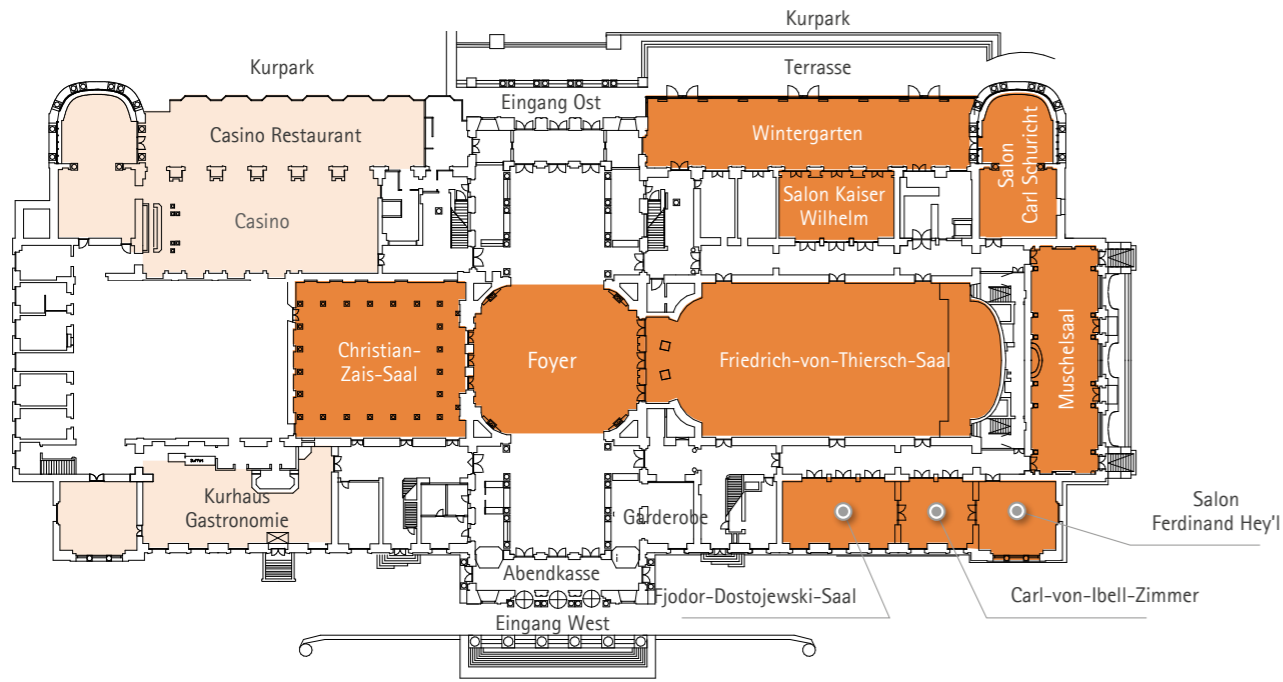 Kurpark
Kurpark
Terrasse
Eingang Ost
Casino Restaurant
Wintergarten
Salon
Carl Schuricht
Salon Kaiser
Wilhelm
Casino
Christian-
Zais-Saal
Foyer
Friedrich-von-Thiersch-Saal
Muschelsaal
Kurhaus
Gastronomie
Garderobe
Salon
Ferdinand Hey'l
Abendkasse
Fjodor-Dostojewski-Saal
Carl-von-Ibell-Zimmer
Eingang West